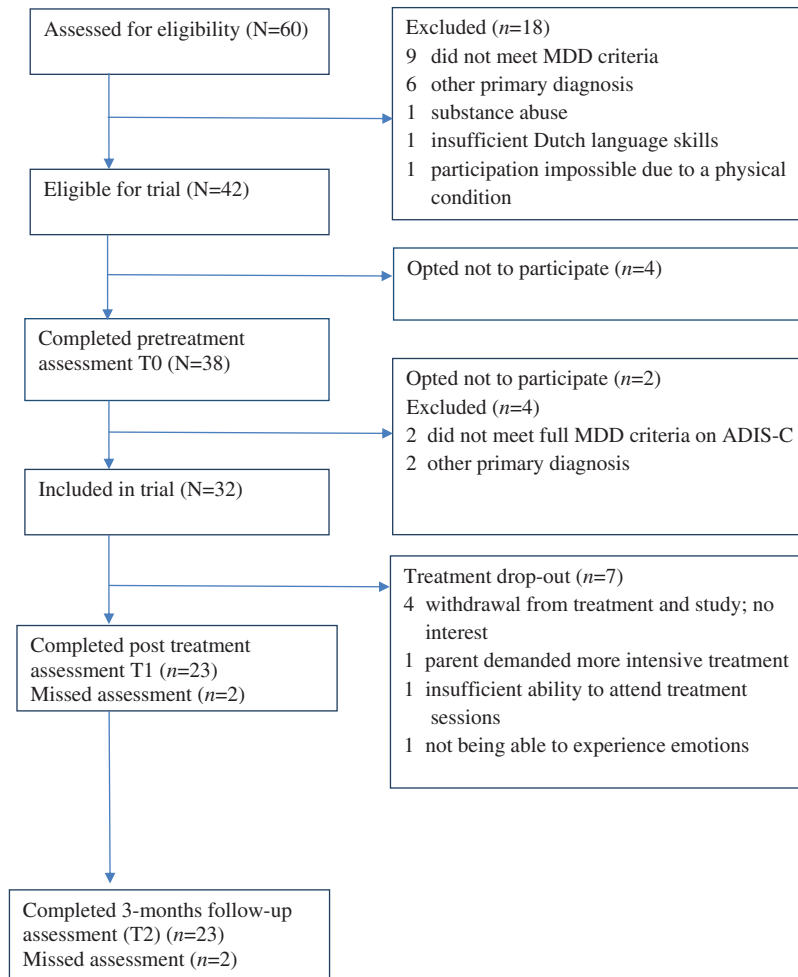 Assessed for eligibility (N=60)
Excluded (n=18)
9 did not meet MDD criteria
6 other primary diagnosis
1 substance abuse
1 insufficient Dutch language skills
1 participation impossible due to a physical
condition
Eligible for trial (N=42)
Opted not to participate (n=4)
Completed pretreatment
assessment T0 (N=38)
Opted not to participate (n=2)
Excluded (n=4)
2 did not meet full MDD criteria on ADIS-C
2 other primary diagnosis
Included in trial (N=32)
Treatment drop-out (n=7)
4 withdrawal from treatment and study; no
interest
1 parent demanded more intensive treatment
1 insufficient ability to attend treatment
sessions
1 not being able to experience emotions
Completed post treatment
assessment T1 (n=23)
Missed assessment (n=2)
Completed 3-months follow-up
assessment (T2) (n=23)
Missed assessment (n=2)